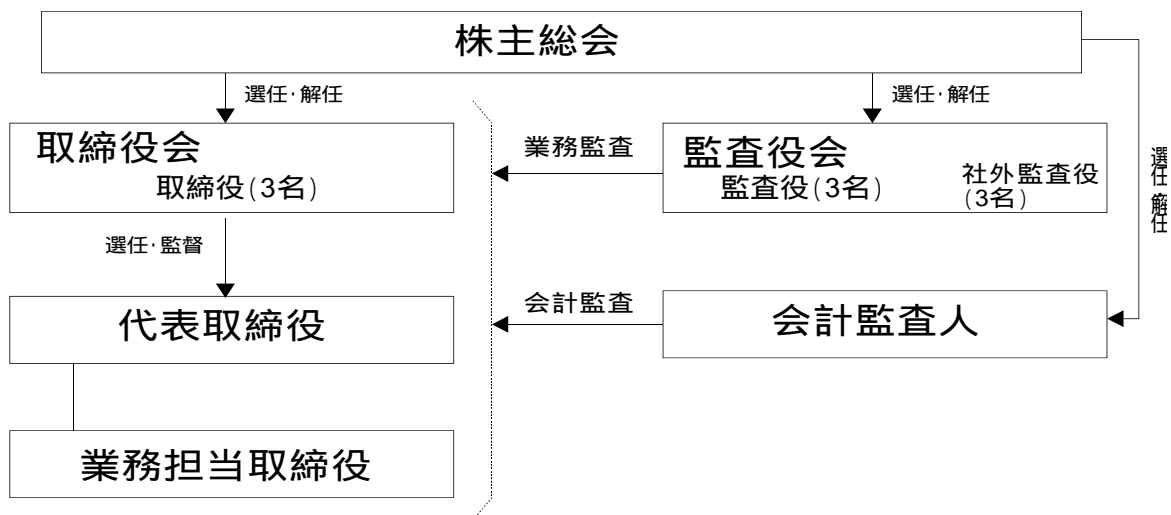 株主総会
選任・解任
選任・解任
取締役会
取締役(3名)
業務監査
監査役会
監査役(3名)
社外監査役
(3名)
選任・解任
選任・監督
代表取締役
会計監査
会計監査人
業務担当取締役